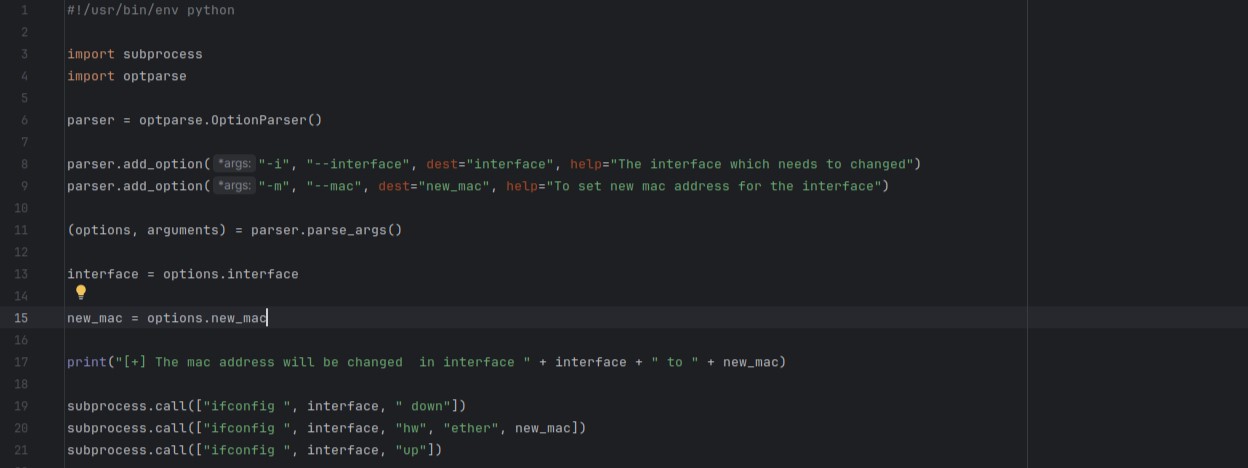 1 #!/usr/bin/env python
2
3 import subprocess
4 import optparse
5
6 parser = optparse.OptionParser()
7
8 parser.add_option( *args: "-i", "--interface", dest="interface", help="The interface which needs to changed")
9 parser.add_option( *args: "-m", "--mac", dest="new_mac", help="To set new mac address for the interface")
10
11 (options, arguments) = parser.parse_args()
12
13 interface = options.interface
14
15 new_mac = options.new_mac
16
17 print("[+] The mac address will be changed  in interface " + interface + " to " + new_mac)
18
19 subprocess.call(["ifconfig ", interface, " down"])
20 subprocess.call(["ifconfig ", interface, "hw", "ether", new_mac])
21 subprocess.call(["ifconfig ", interface, "up"])